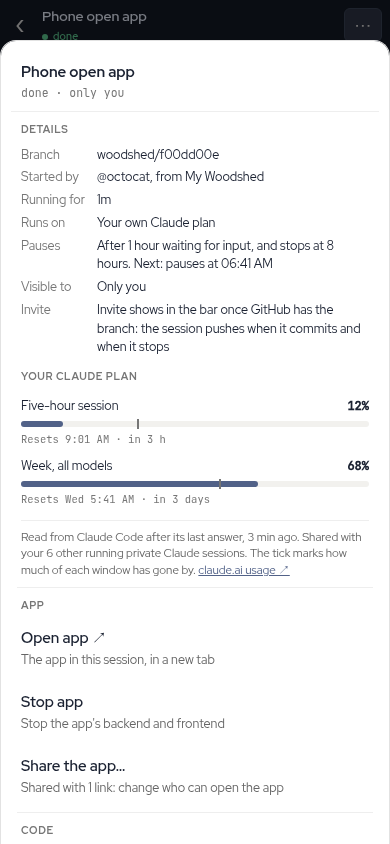 Phone open app
done
Phone open app
done · only you
DETAILS
Branch woodshed/f00dd00e
Started by @octocat, from My Woodshed
Running for 1m
Runs on Your own Claude plan
Pauses After 1 hour waiting for input, and stops at 8
hours. Next: pauses at 06:41 AM
Visible to Only you
Invite Invite shows in the bar once GitHub has the
branch: the session pushes when it commits and
when it stops
YOUR CLAUDE PLAN
Five-hour session 12%
Resets 9:01 AM · in 3 h
Week, all models 68%
Resets Wed 5:41 AM · in 3 days
Read from Claude Code after its last answer, 3 min ago. Shared with
your 6 other running private Claude sessions. The tick marks how
much of each window has gone by. claude.ai usage ↗
APP
Open app ↗
The app in this session, in a new tab
Stop app
Stop the app's backend and frontend
Share the app...
Shared with 1 link: change who can open the app
CODE